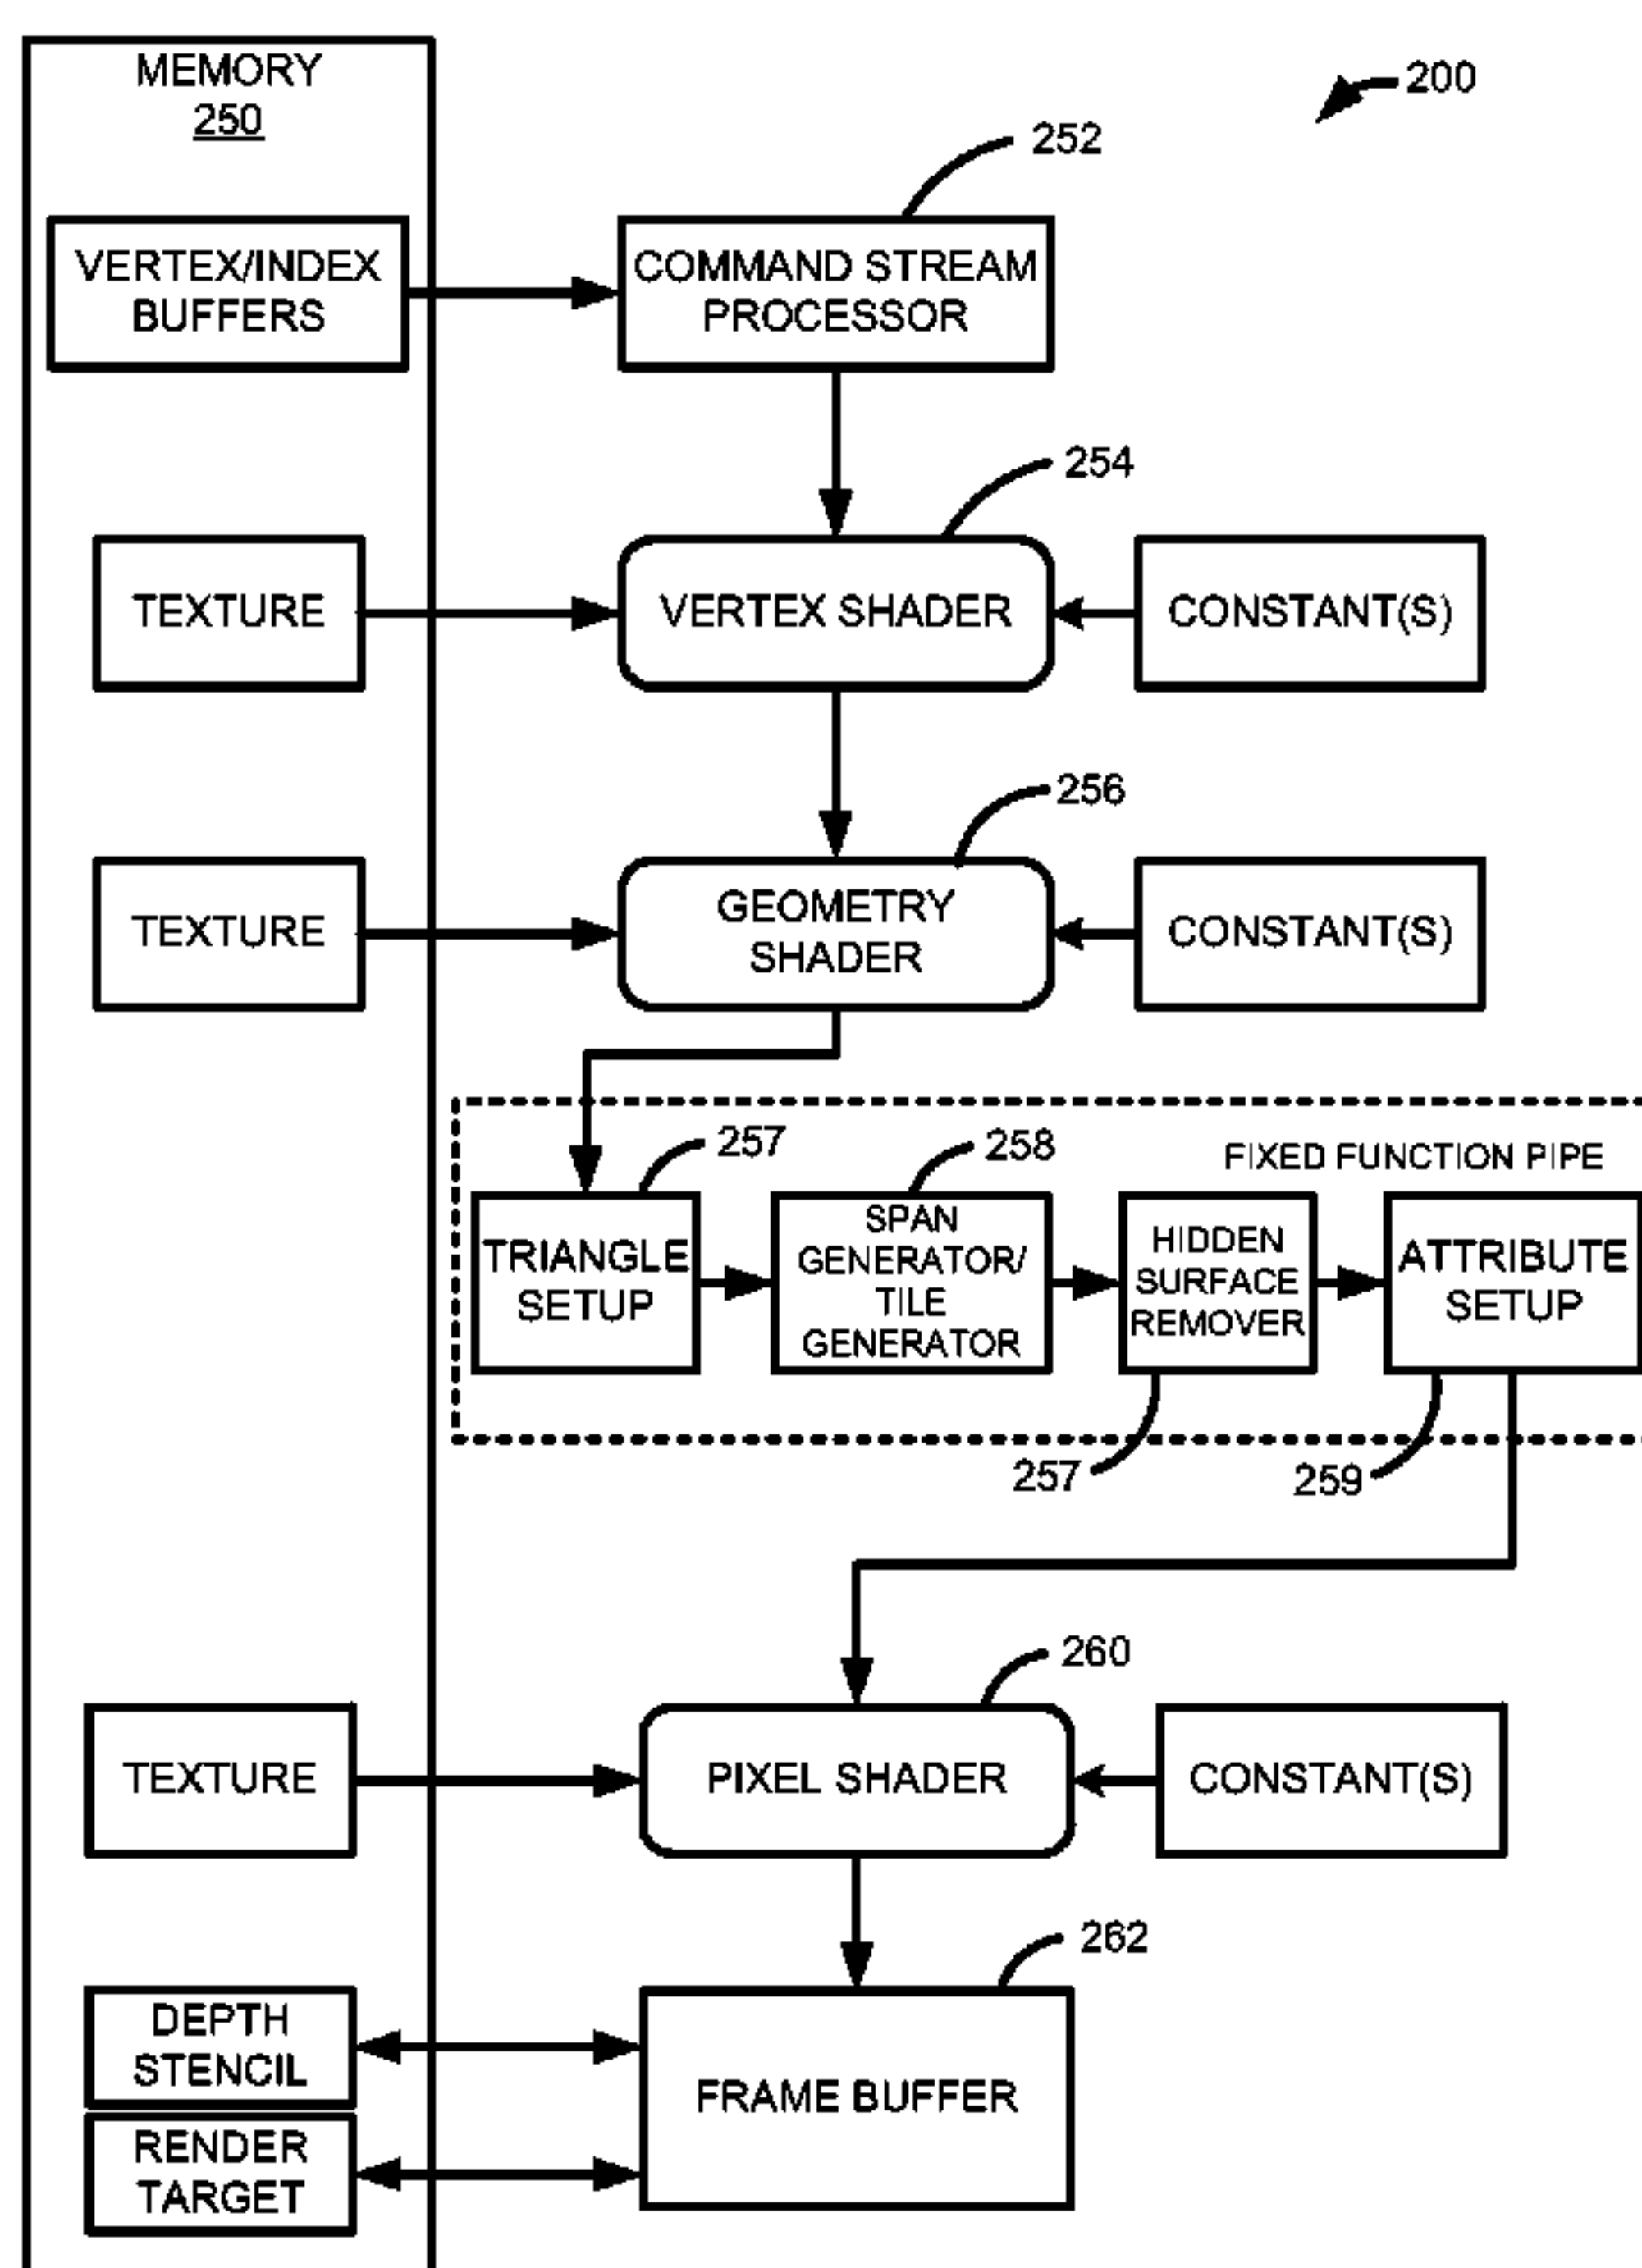 MEMORY
250
200
252
VERTEX/INDEX
BUFFERS
COMMAND STREAM
PROCESSOR
254
TEXTURE
VERTEX SHADER
CONSTANT(S)
256
TEXTURE
GEOMETRY
SHADER
CONSTANT(S)
257
258
FIXED FUNCTION PIPE
TRIANGLE
SETUP
SPAN
GENERATOR/
TILE
GENERATOR
HIDDEN
SURFACE
REMOVER
ATTRIBUTE
SETUP
257
259
260
TEXTURE
PIXEL SHADER
CONSTANT(S)
262
DEPTH
STENCIL
FRAME BUFFER
RENDER
TARGET